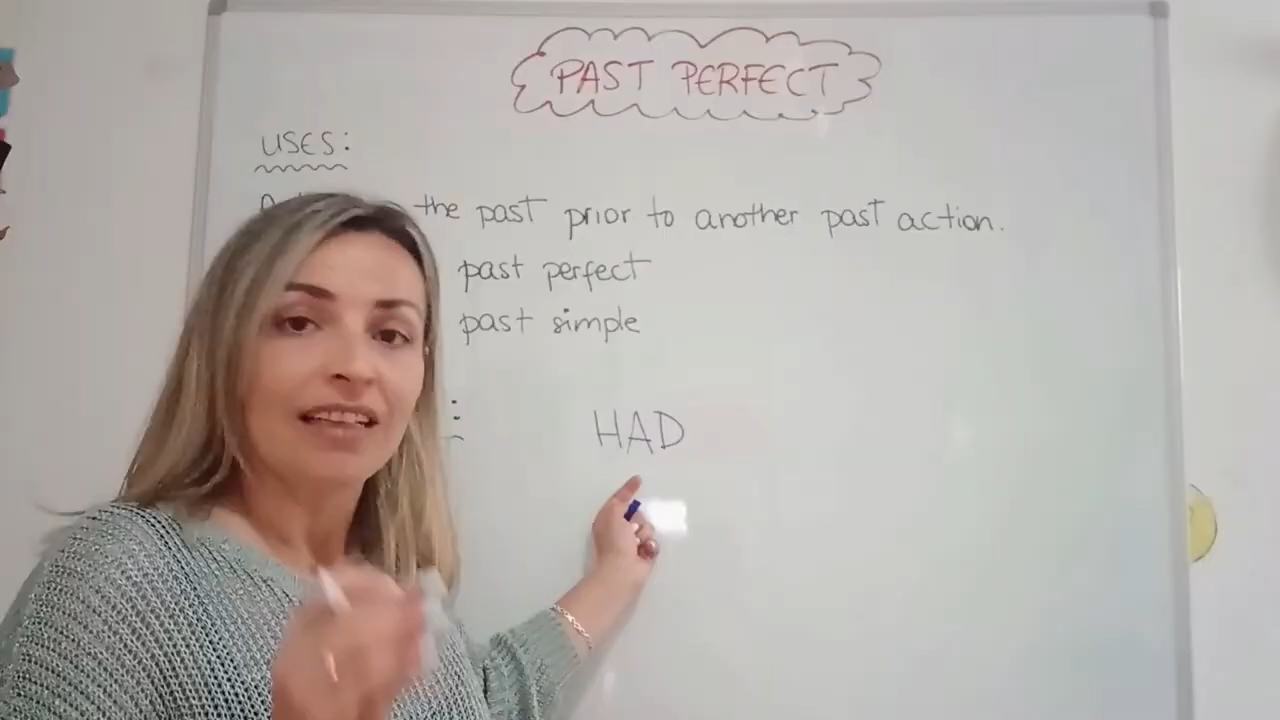 PAST PERFECT
USES:
the past prior to another past action.
past perfect
past simple
: HAD